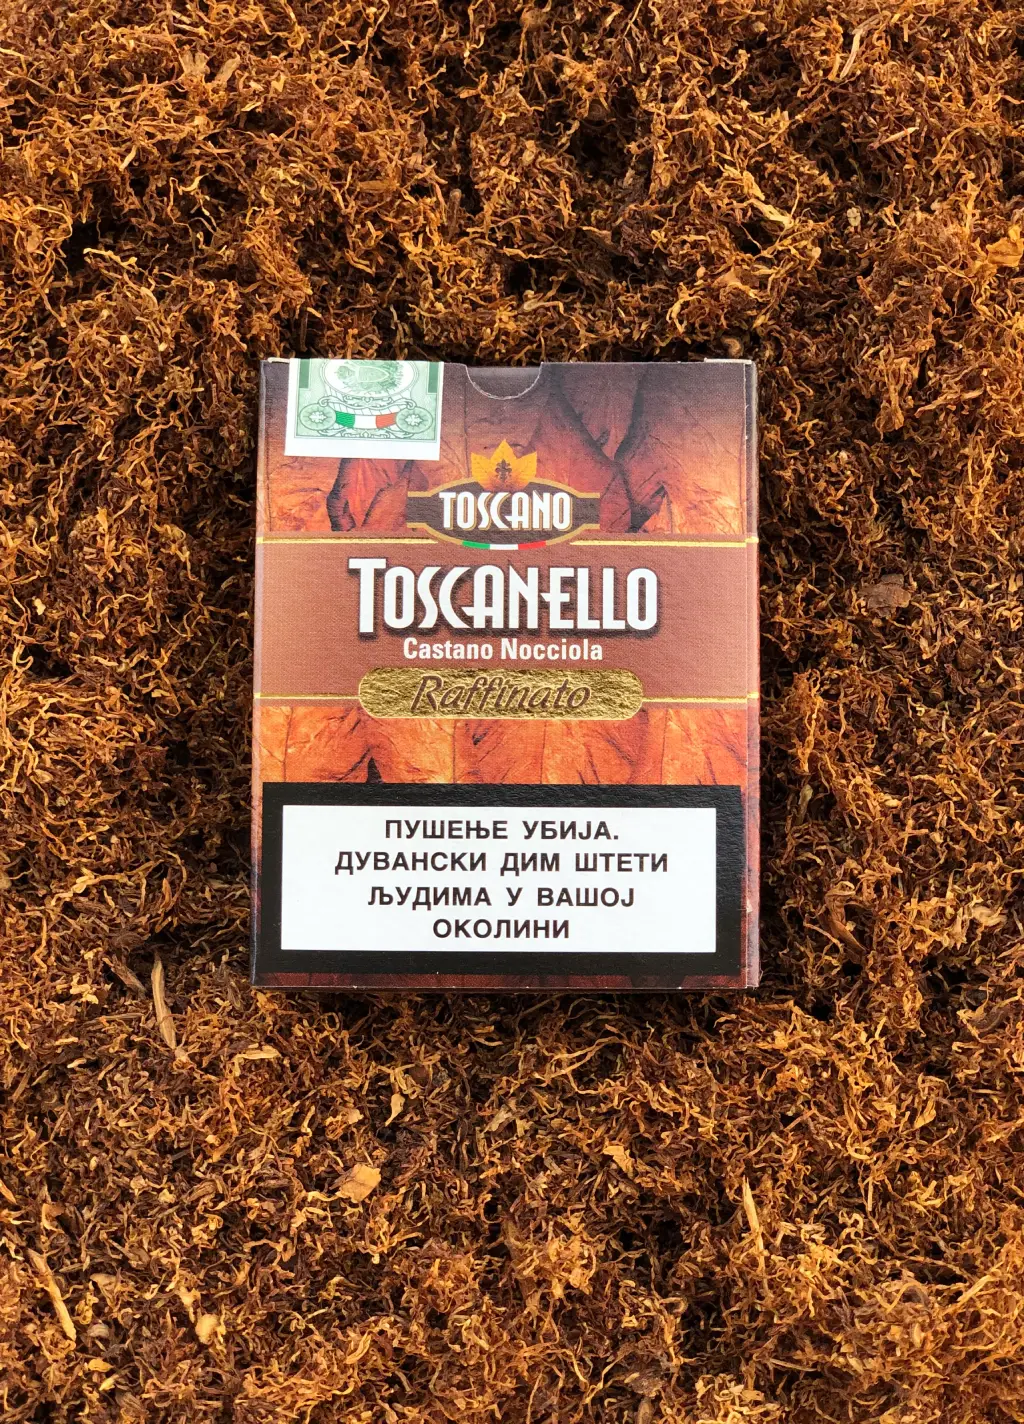 TOSCANO
TOSCANELLO
Castano Nocciola
Raffinato
ПУШЕЊЕ УБИЈА.
ДУВАНСКИ ДИМ ШТЕТИ
ЉУДИМА У ВАШОЈ
ОКОЛИНИ